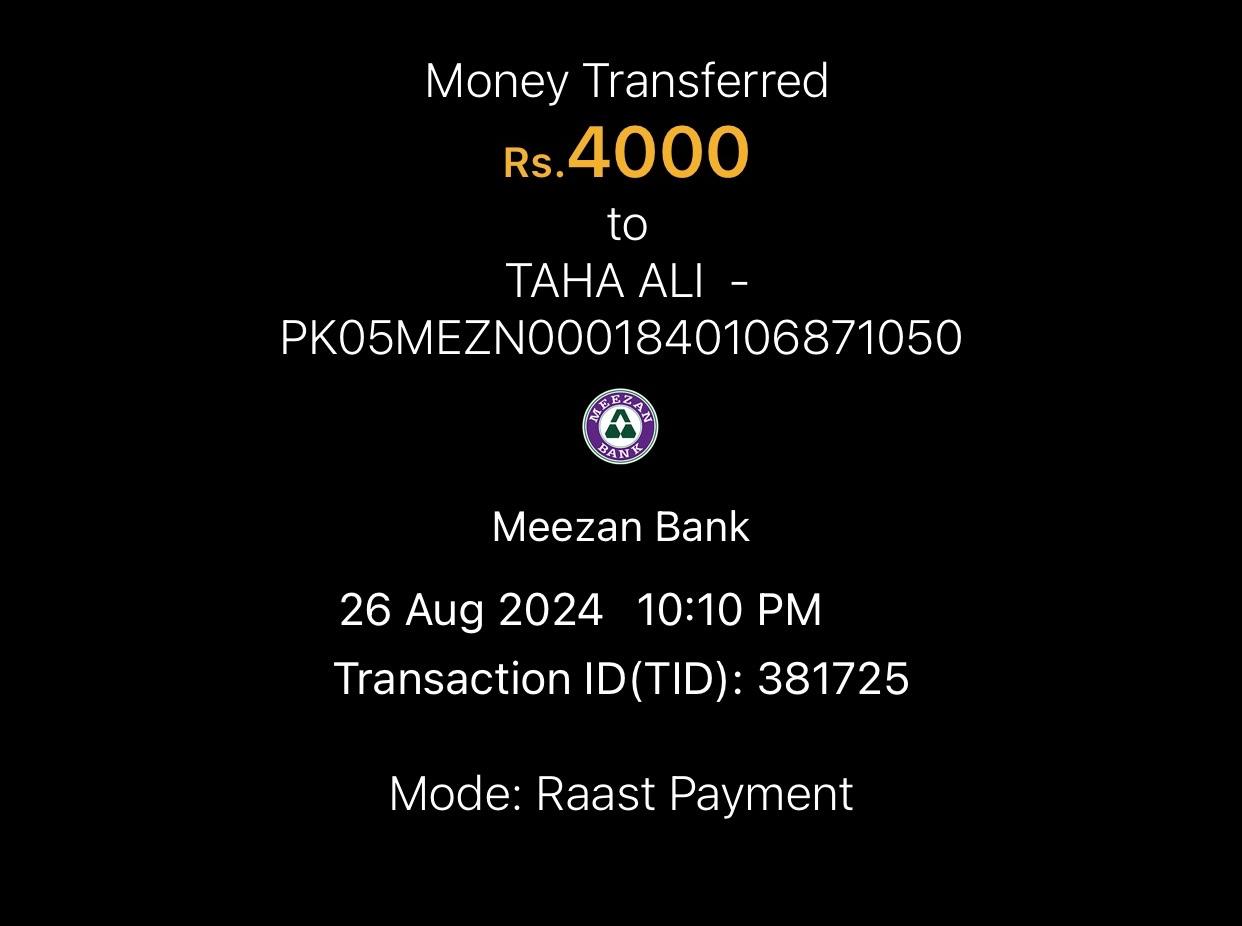 Money Transferred
Rs.4000
to
TAHA ALI -
PK05MEZN0001840106871050
MEEZAN
BANK
Meezan Bank
26 Aug 2024 10:10 PM
Transaction ID(TID): 381725
Mode: Raast Payment